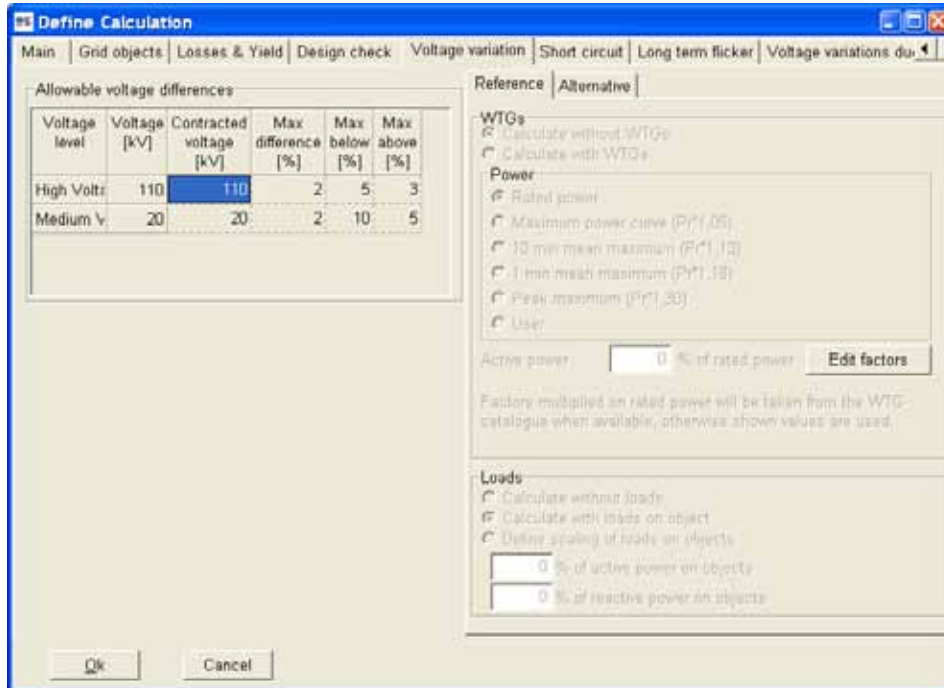 Define Calculation
Main Grid objects Losses & Yield Design check Voltage variation Short circuit Long term flicker Voltage variations du
Allowable voltage differences
Voltage level Voltage [kV] Contracted voltage [kV] Max difference [%] Max below [%] Max above [%]
High Volta 110 110 2 5 3
Medium V 20 20 2 10 5
Reference Alternative
WTGs
Calculate without WTGs
Calculate with WTGs
Power
Rated power
Maximum power curve (Pr*1,05)
10 min mean maximum (Pr*1,10)
1 min mean maximum (Pr*1,18)
Peak maximum (Pr*1,30)
User
Active power 0 % of rated power Edit factors
Factors multiplied on rated power will be taken from the WTG
catalogue when available, otherwise shown values are used.
Loads
Calculate without loads
Calculate with loads on object
Define scaling of loads on objects
0 % of active power on objects
0 % of reactive power on objects
Ok Cancel